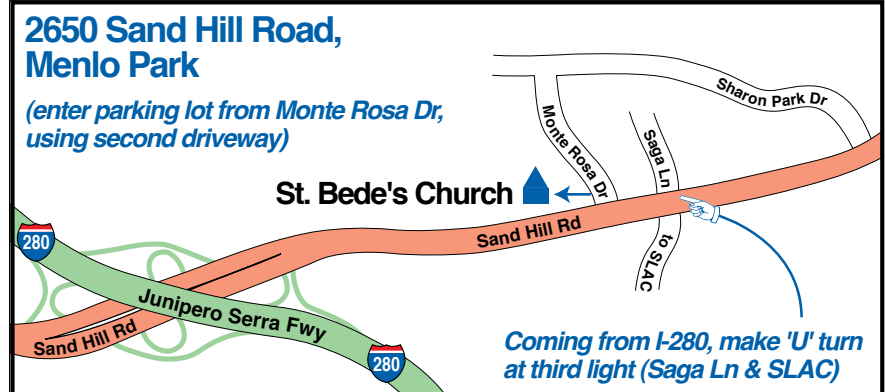 2650 Sand Hill Road,
Menlo Park
(enter parking lot from Monte Rosa Dr,
using second driveway)
Sharon Park Dr
Monte Rosa Dr
Saga Ln
St. Bede's Church
Sand Hill Rd
to SLAC
280
Junipero Serra Fwy
Sand Hill Rd
280
Coming from I-280, make 'U' turn
at third light (Saga Ln & SLAC)